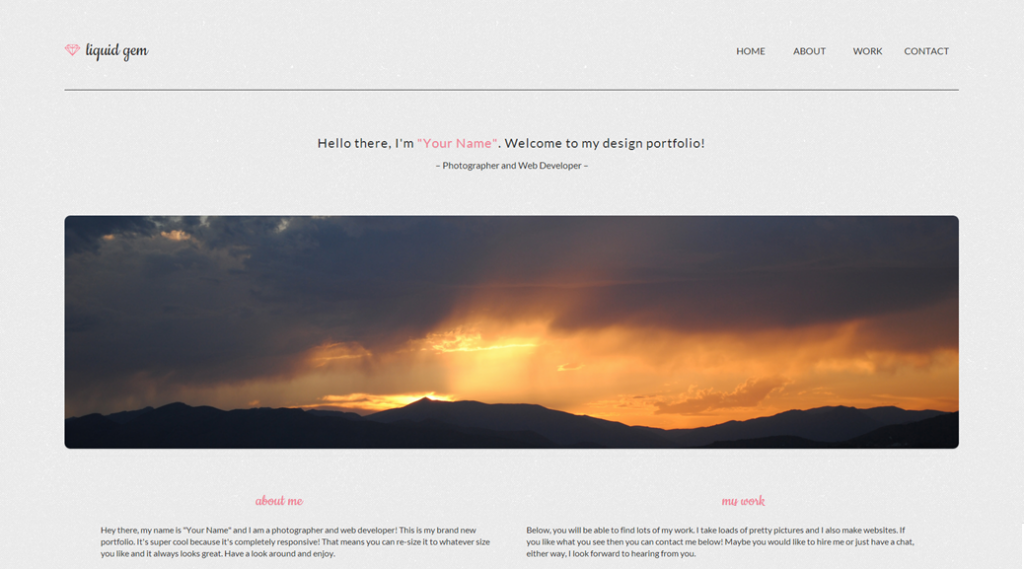 liquid gem
HOME ABOUT WORK CONTACT
Hello there, I'm "Your Name". Welcome to my design portfolio!
– Photographer and Web Developer –
about me
Hey there, my name is "Your Name" and I am a photographer and web developer! This is my brand new
portfolio. It's super cool because it's completely responsive! That means you can re-size it to whatever size
you like and it always looks great. Have a look around and enjoy.
my work
Below, you will be able to find lots of my work. I take loads of pretty pictures and I also make websites. If
you like what you see then you can contact me below! Maybe you would like to hire me or just have a chat,
either way, I look forward to hearing from you.